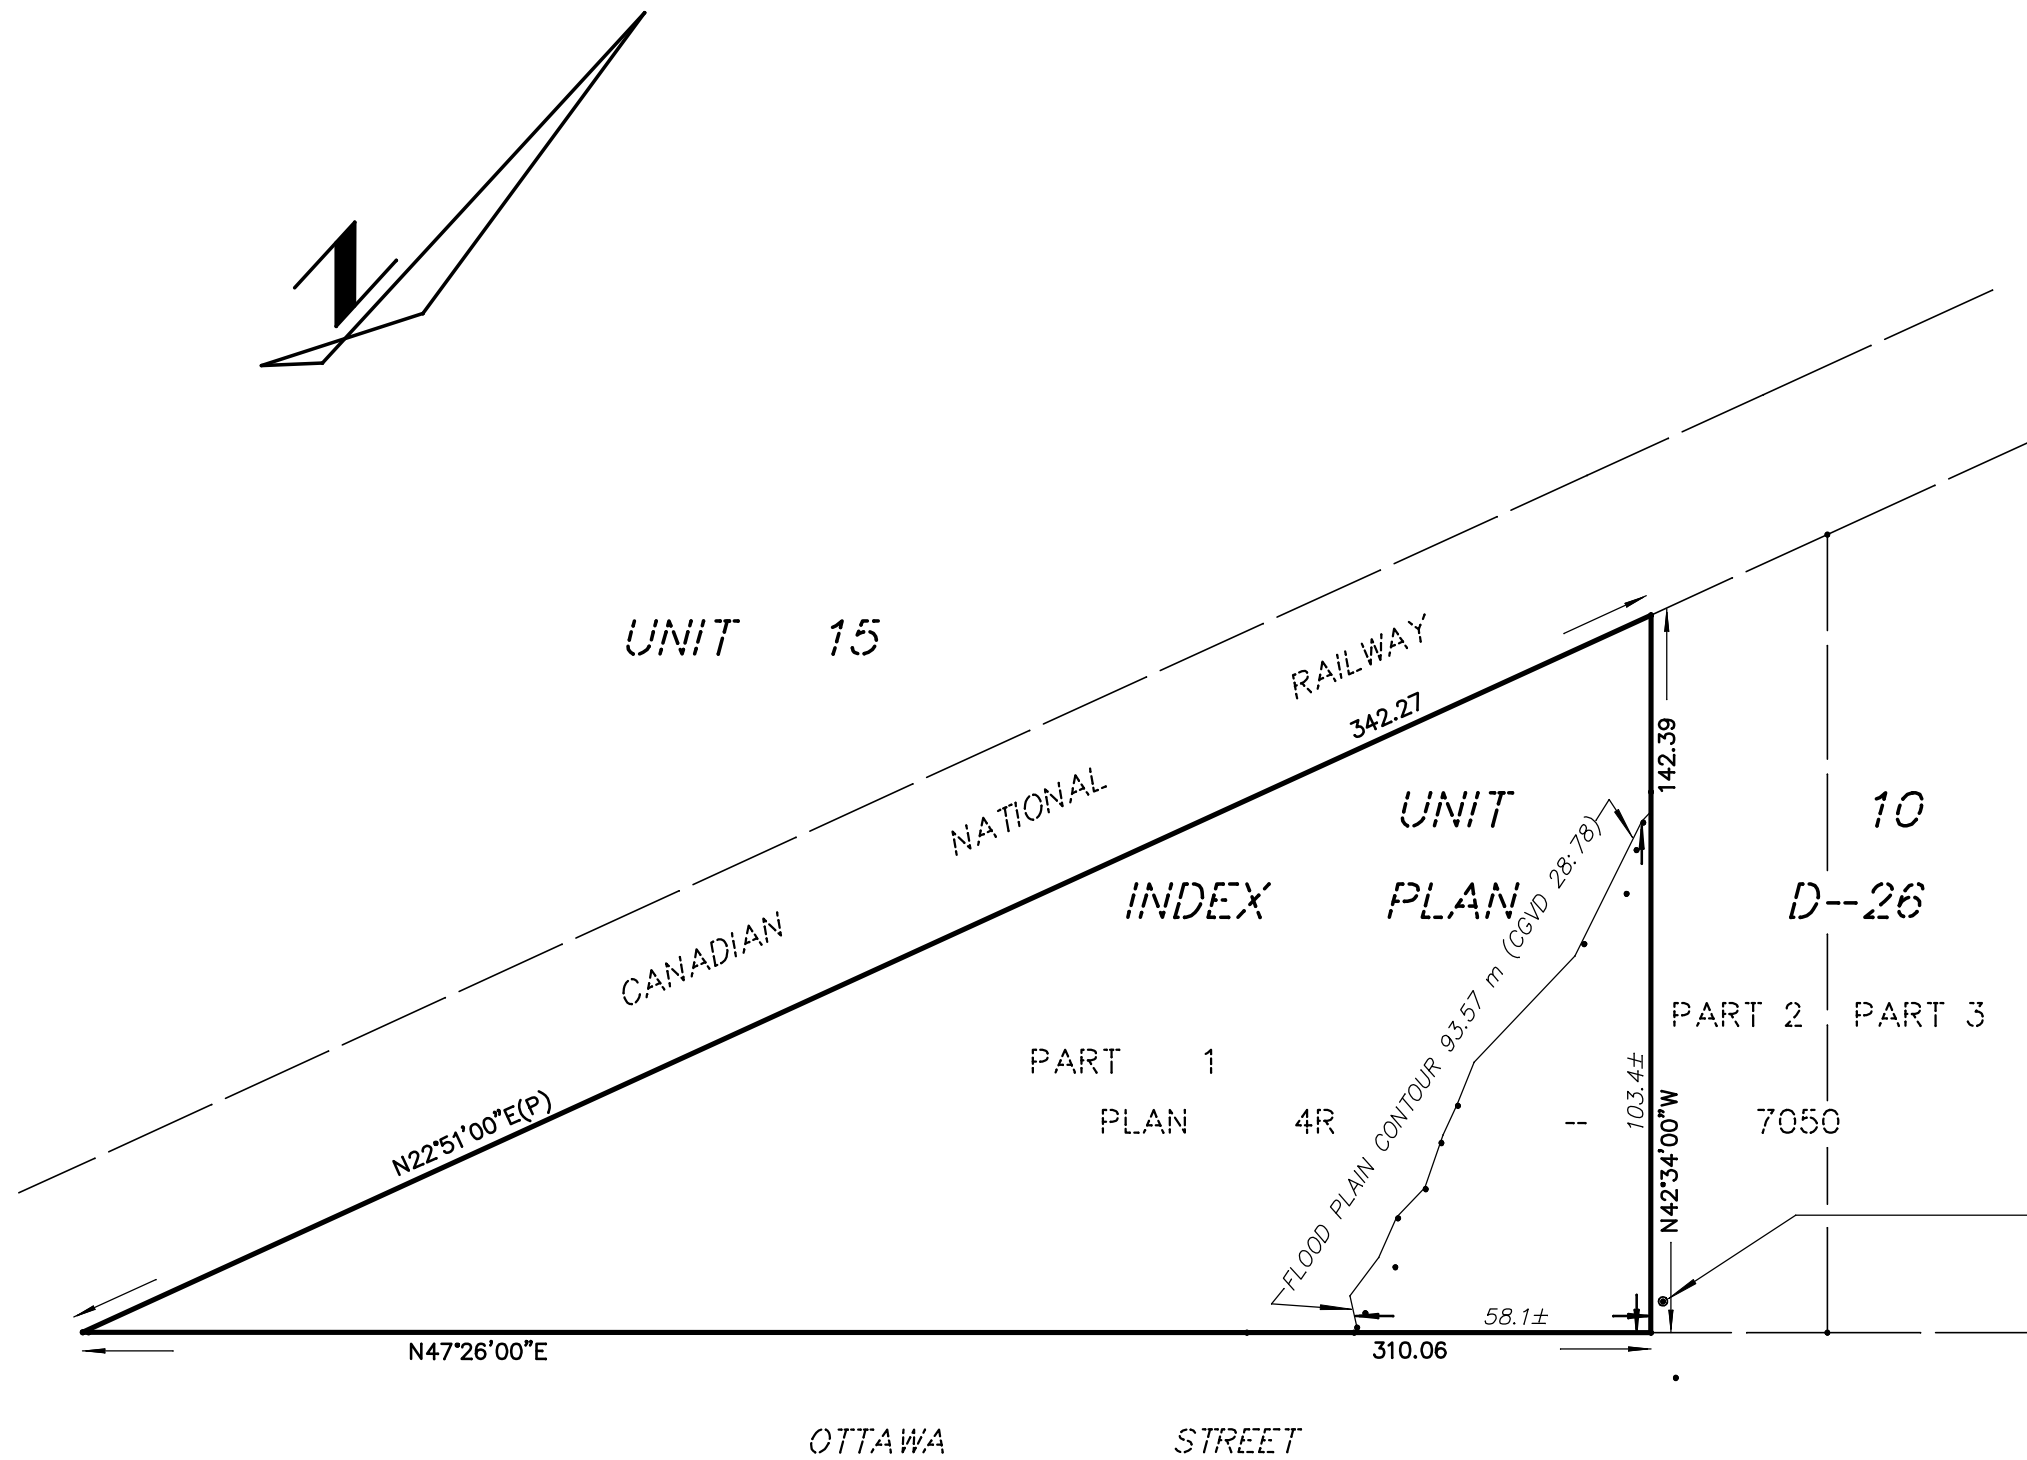 N
UNIT 15
CANADIAN NATIONAL RAILWAY
342.27
N22°51'00"E(P)
142.39
UNIT 10
INDEX PLAN D--26
FLOOD PLAIN CONTOUR 93.57 m (CGVD 28:78)
PART 1
PART 2
PART 3
PLAN 4R -- 7050
103.4±
N42°34'00"W
58.1±
N47°26'00"E
310.06
OTTAWA STREET